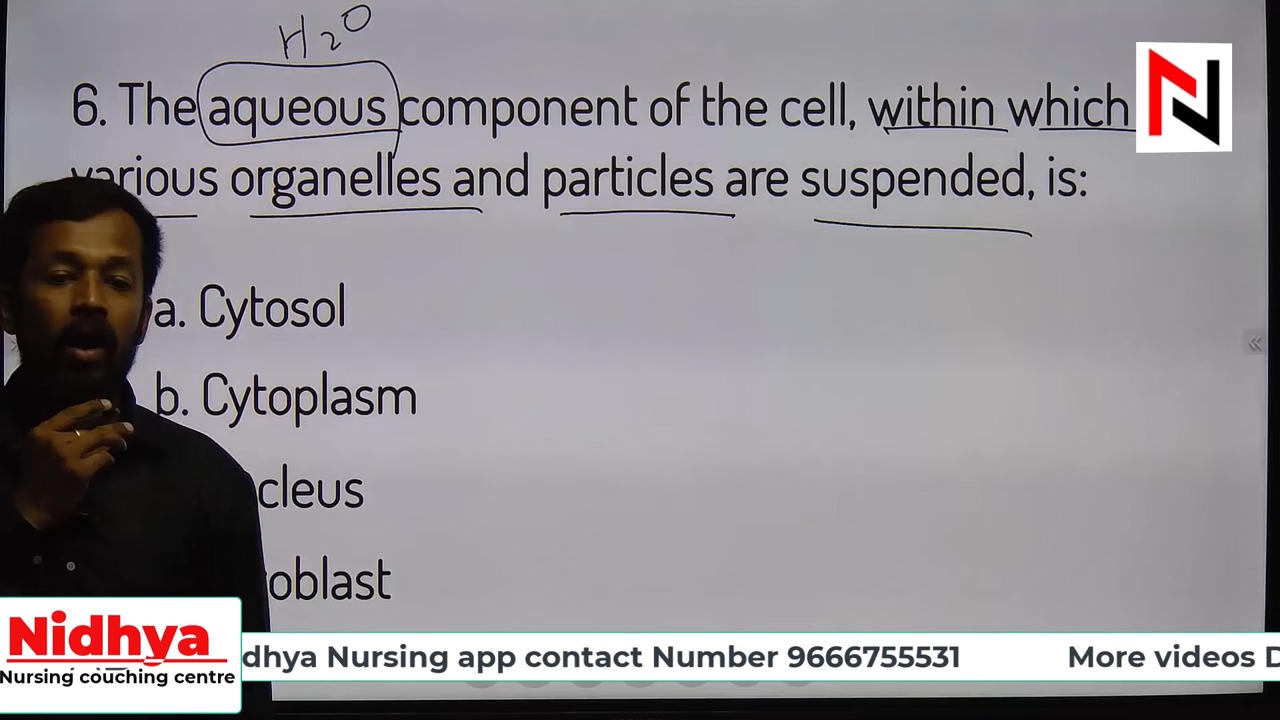 H2O
6. The aqueous component of the cell, within which
various organelles and particles are suspended, is:
a. Cytosol
b. Cytoplasm
cleus
oblast
Nidhya
Nursing couching centre
dhya Nursing app contact Number 9666755531 More videos D